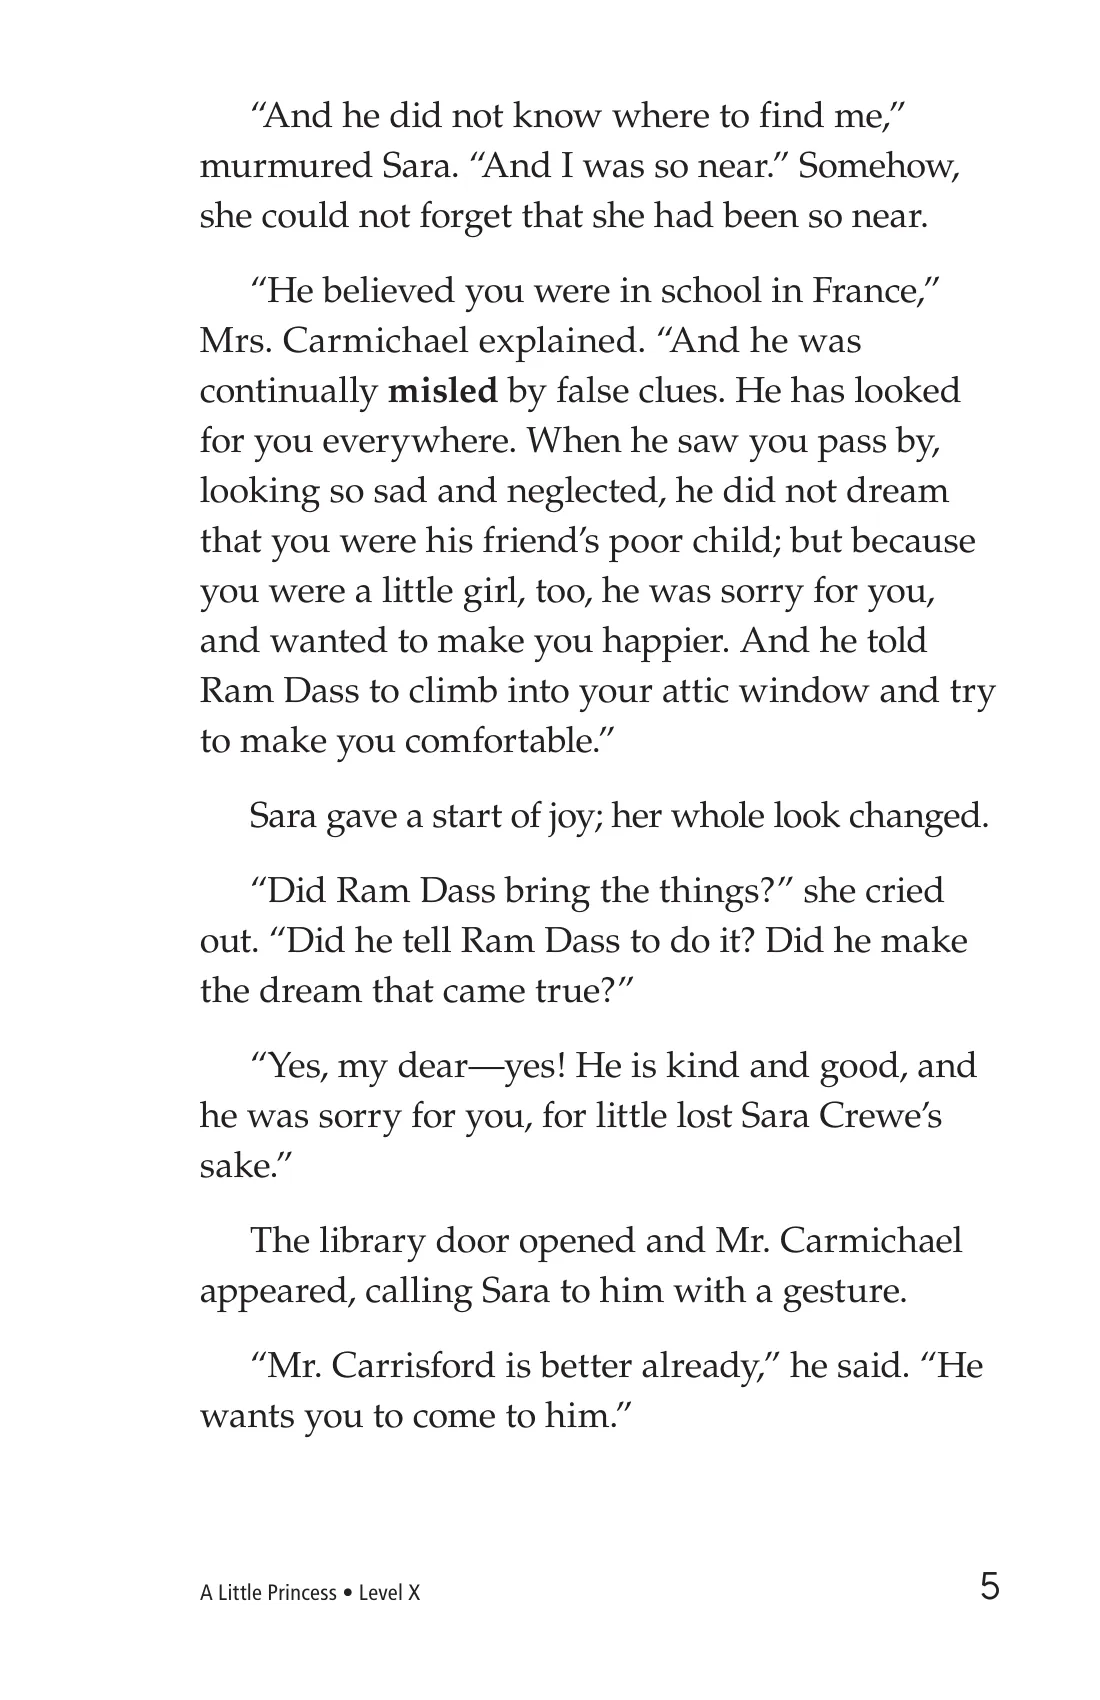 “And he did not know where to find me,”
murmured Sara. “And I was so near.” Somehow,
she could not forget that she had been so near.
“He believed you were in school in France,”
Mrs. Carmichael explained. “And he was
continually misled by false clues. He has looked
for you everywhere. When he saw you pass by,
looking so sad and neglected, he did not dream
that you were his friend’s poor child; but because
you were a little girl, too, he was sorry for you,
and wanted to make you happier. And he told
Ram Dass to climb into your attic window and try
to make you comfortable.”
Sara gave a start of joy; her whole look changed.
“Did Ram Dass bring the things?” she cried
out. “Did he tell Ram Dass to do it? Did he make
the dream that came true?”
“Yes, my dear—yes! He is kind and good, and
he was sorry for you, for little lost Sara Crewe’s
sake.”
The library door opened and Mr. Carmichael
appeared, calling Sara to him with a gesture.
“Mr. Carrisford is better already,” he said. “He
wants you to come to him.”
A Little Princess • Level X
5